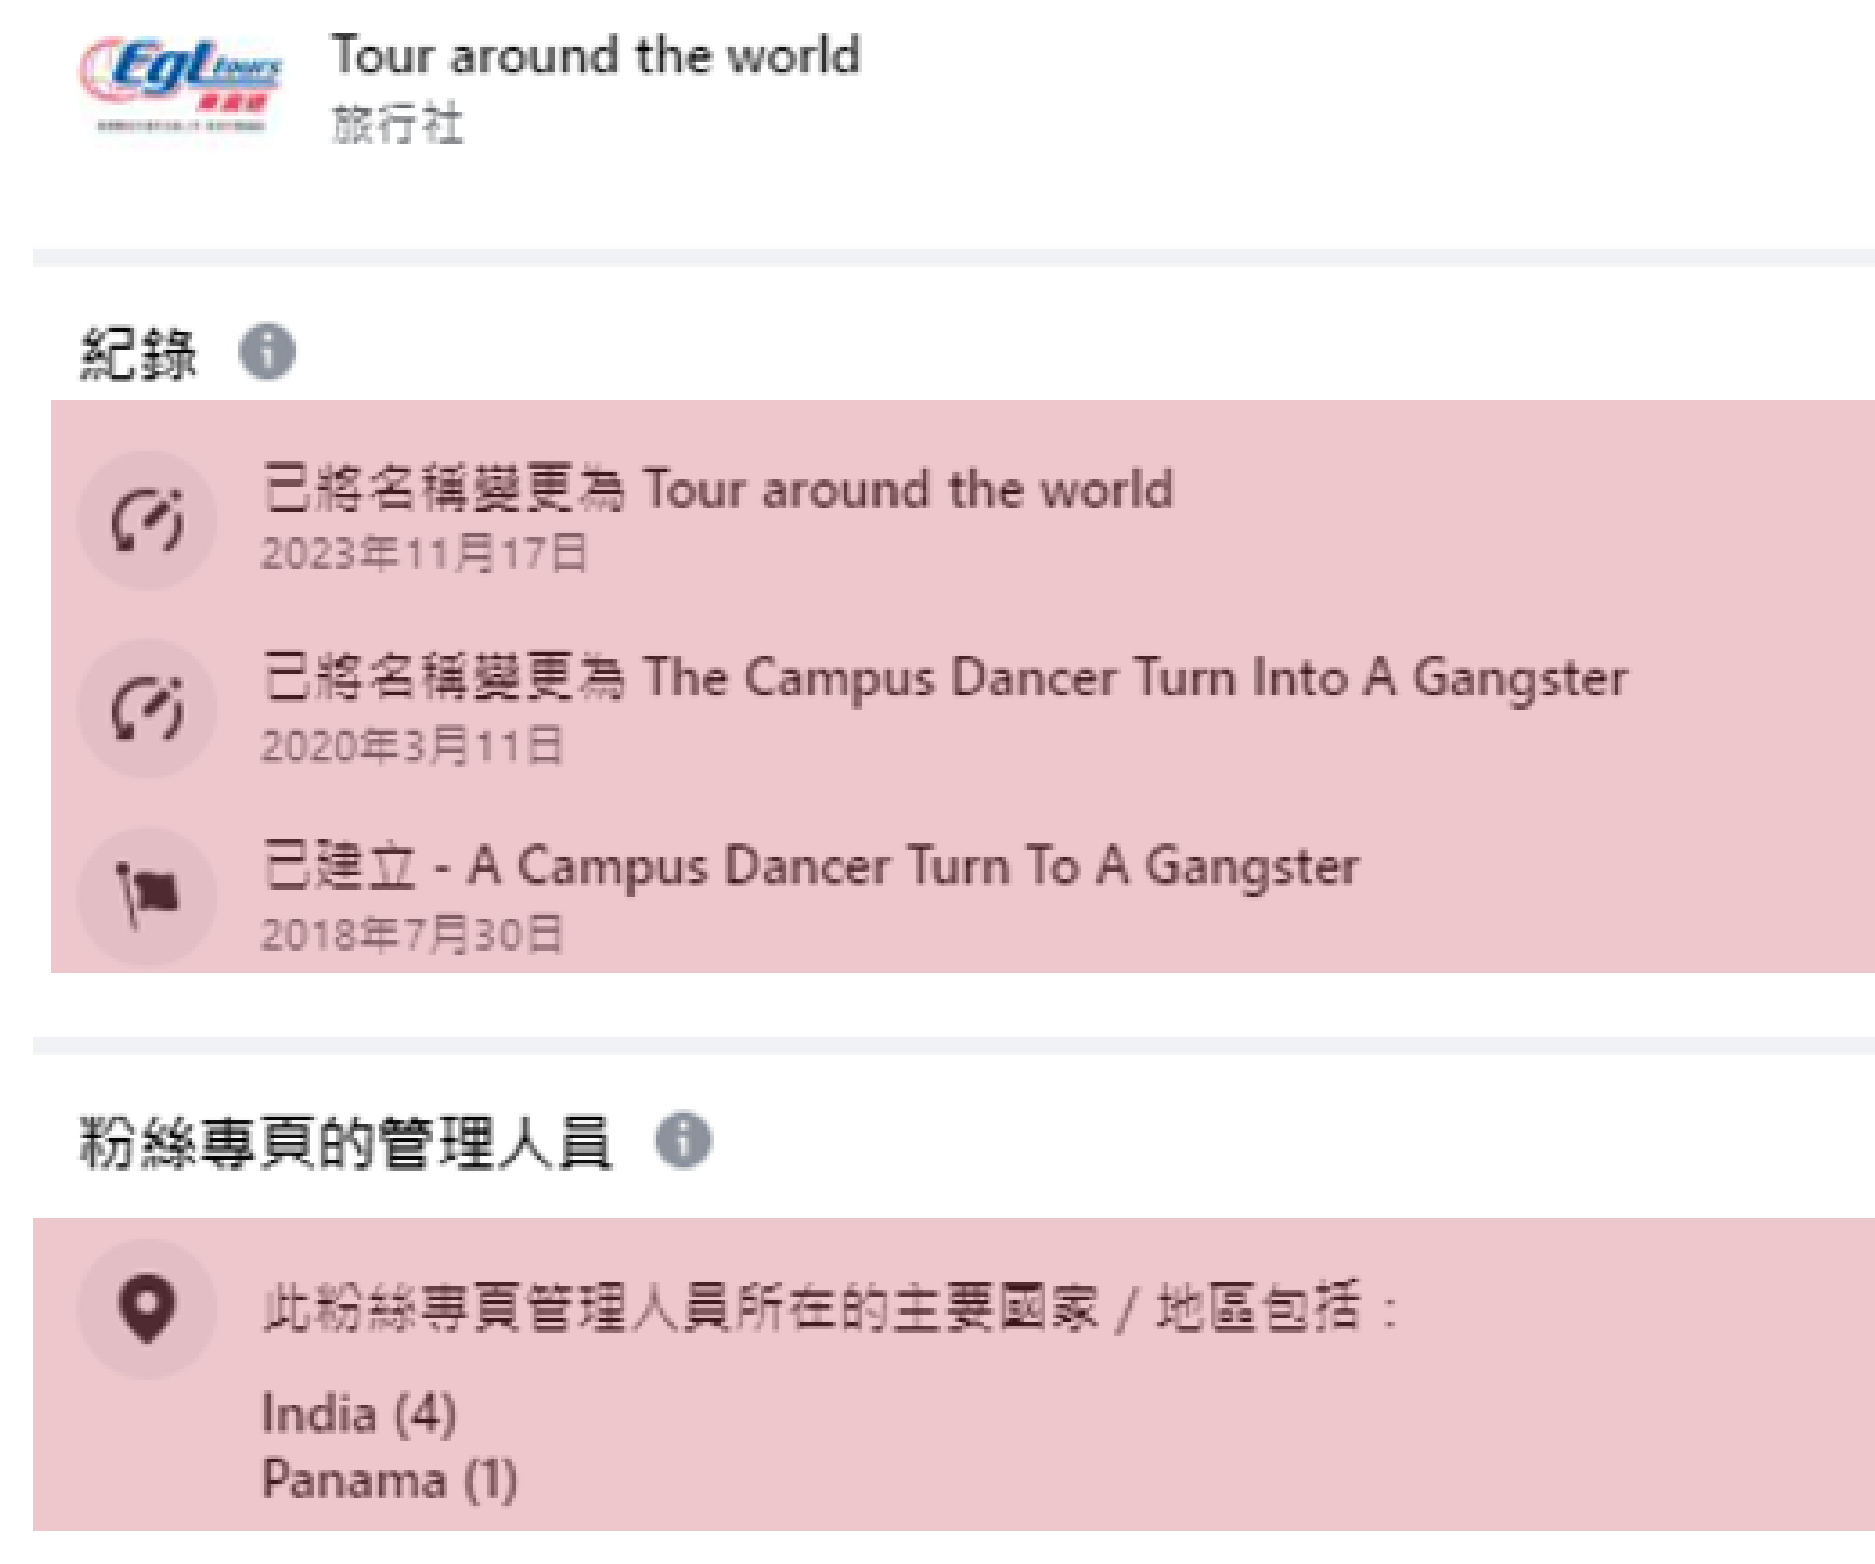 Egl tours
Tour around the world
旅行社
紀錄
已將名稱變更為 Tour around the world
2023年11月17日
已將名稱變更為 The Campus Dancer Turn Into A Gangster
2020年3月11日
已建立 - A Campus Dancer Turn To A Gangster
2018年7月30日
粉絲專頁的管理人員
此粉絲專頁管理人員所在的主要國家 / 地區包括：
India (4)
Panama (1)